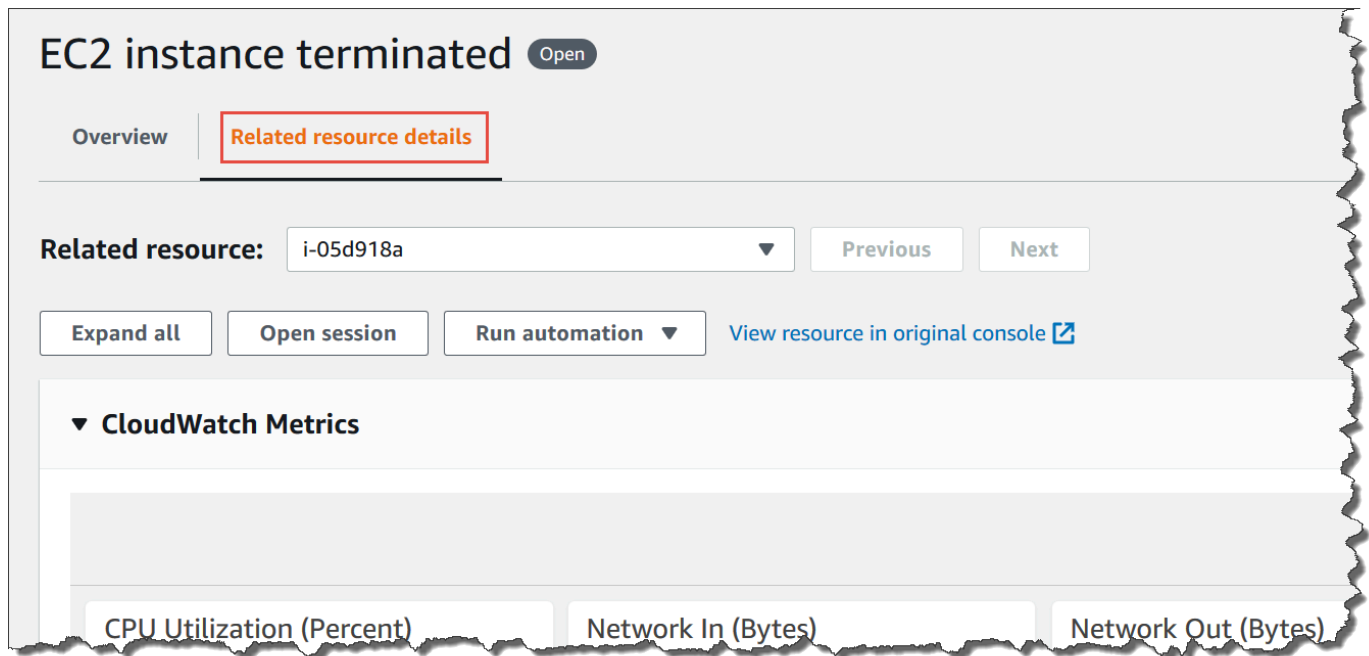 EC2 instance terminated Open
Overview Related resource details
Related resource: i-05d918a Previous Next
Expand all Open session Run automation View resource in original console
CloudWatch Metrics
CPU Utilization (Percent) Network In (Bytes) Network Out (Bytes)